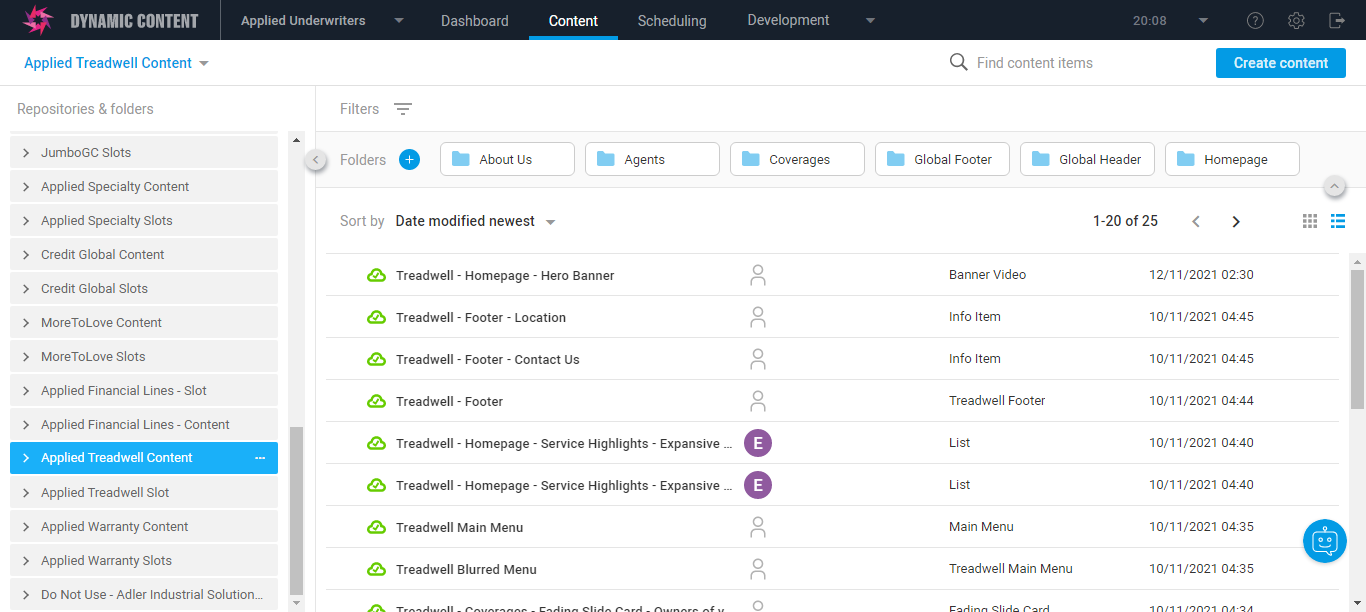 DYNAMIC CONTENT
Applied Underwriters
Dashboard
Content
Scheduling
Development
20:08
?
Applied Treadwell Content
Find content items
Create content
Repositories & folders
JumboGC Slots
Applied Specialty Content
Applied Specialty Slots
Credit Global Content
Credit Global Slots
MoreToLove Content
MoreToLove Slots
Applied Financial Lines - Slot
Applied Financial Lines - Content
Applied Treadwell Content ...
Applied Treadwell Slot
Applied Warranty Content
Applied Warranty Slots
Do Not Use - Adler Industrial Solution...
Filters
Folders
About Us
Agents
Coverages
Global Footer
Global Header
Homepage
Sort by Date modified newest
1-20 of 25
Treadwell - Homepage - Hero Banner Banner Video 12/11/2021 02:30
Treadwell - Footer - Location Info Item 10/11/2021 04:45
Treadwell - Footer - Contact Us Info Item 10/11/2021 04:45
Treadwell - Footer Treadwell Footer 10/11/2021 04:44
Treadwell - Homepage - Service Highlights - Expansive ... E List 10/11/2021 04:40
Treadwell - Homepage - Service Highlights - Expansive ... E List 10/11/2021 04:40
Treadwell Main Menu Main Menu 10/11/2021 04:35
Treadwell Blurred Menu Treadwell Main Menu 10/11/2021 04:35
Treadwell - Coverages - Fading Slide Card - Owners of v Fading Slide Card 10/11/2021 04:34